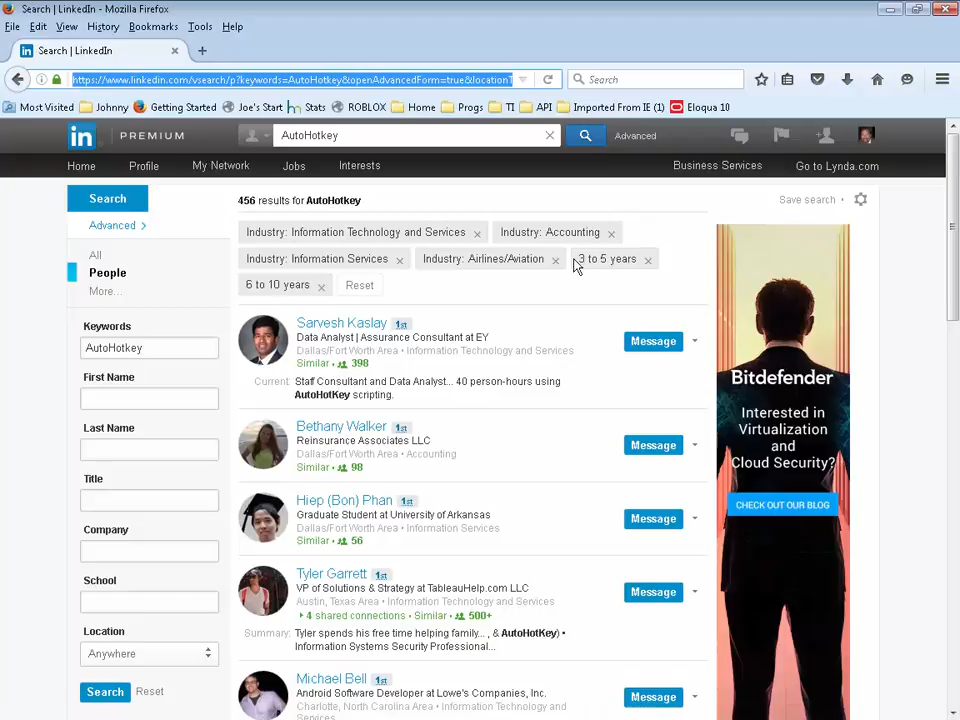 Search | LinkedIn - Mozilla Firefox
File Edit View History Bookmarks Tools Help
in Search | LinkedIn × +
https://www.linkedin.com/vsearch/p?keywords=AutoHotkey&openAdvancedForm=true&location Search
Most Visited Johnny Getting Started Joe's Start Stats ROBLOX Home Progs TI API Imported From IE (1) Eloqua 10
in PREMIUM AutoHotkey Advanced
Home Profile My Network Jobs Interests Business Services Go to Lynda.com
Search
456 results for AutoHotkey
Save search
Advanced >
Industry: Information Technology and Services × Industry: Accounting ×
Industry: Information Services × Industry: Airlines/Aviation × 3 to 5 years ×
6 to 10 years × Reset
All
People
More...
Keywords
AutoHotkey
First Name
Last Name
Title
Company
School
Location
Anywhere
Search Reset
Sarvesh Kaslay 1st
Data Analyst | Assurance Consultant at EY
Dallas/Fort Worth Area • Information Technology and Services
Similar • 398
Current: Staff Consultant and Data Analyst... 40 person-hours using
AutoHotKey scripting.
Message
Bethany Walker 1st
Reinsurance Associates LLC
Dallas/Fort Worth Area • Accounting
Similar • 98
Message
Hiep (Bon) Phan 1st
Graduate Student at University of Arkansas
Dallas/Fort Worth Area • Information Services
Similar • 56
Message
Tyler Garrett 1st
VP of Solutions & Strategy at TableauHelp.com LLC
Austin, Texas Area • Information Technology and Services
4 shared connections • Similar • 500+
Summary: Tyler spends his free time helping family... , & AutoHotKey) •
Information Systems Security Professional...
Message
Michael Bell 1st
Android Software Developer at Lowe's Companies, Inc.
Charlotte, North Carolina Area • Information Technology and
Services
Message
Bitdefender
Interested in
Virtualization
and
Cloud Security?
CHECK OUT OUR BLOG